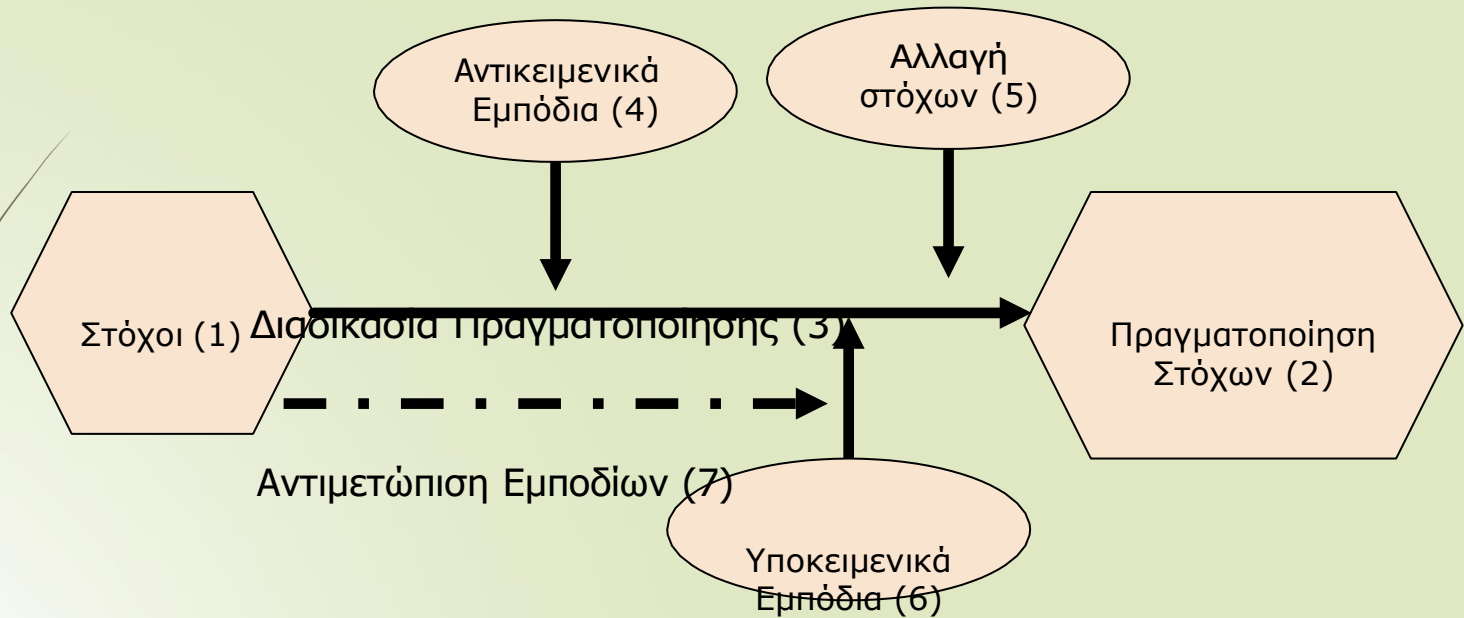 Αντικειμενικά
Εμπόδια (4)
Αλλαγή
στόχων (5)
Στόχοι (1)
Διαδικασία Πραγματοποίησης (3)
Πραγματοποίηση
Στόχων (2)
Αντιμετώπιση Εμποδίων (7)
Υποκειμενικά
Εμπόδια (6)